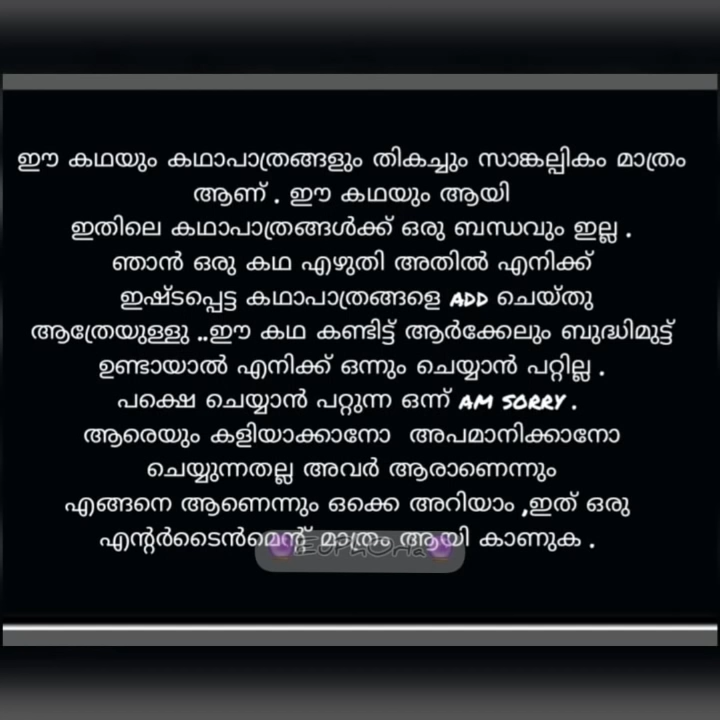 ഈ കഥയും കഥാപാത്രങ്ങളും തികച്ചും സാങ്കല്പികം മാത്രം
ആണ് . ഈ കഥയും ആയി
ഇതിലെ കഥാപാത്രങ്ങൾക്ക് ഒരു ബന്ധവും ഇല്ല .
ഞാൻ ഒരു കഥ എഴുതി അതിൽ എനിക്ക്
ഇഷ്ടപ്പെട്ട കഥാപാത്രങ്ങളെ ADD ചെയ്തു
ആത്രേയുള്ളു ..ഈ കഥ കണ്ടിട്ട് ആർക്കേലും ബുദ്ധിമുട്ട്
ഉണ്ടായാൽ എനിക്ക് ഒന്നും ചെയ്യാൻ പറ്റില്ല .
പക്ഷെ ചെയ്യാൻ പറ്റുന്ന ഒന്ന് AM SORRY .
ആരെയും കളിയാക്കാനോ അപമാനിക്കാനോ
ചെയ്യുന്നതല്ല അവർ ആരാണെന്നും
എങ്ങനെ ആണെന്നും ഒക്കെ അറിയാം ,ഇത് ഒരു
എന്റർടൈൻമെന്റ് മാത്രം ആയി കാണുക .